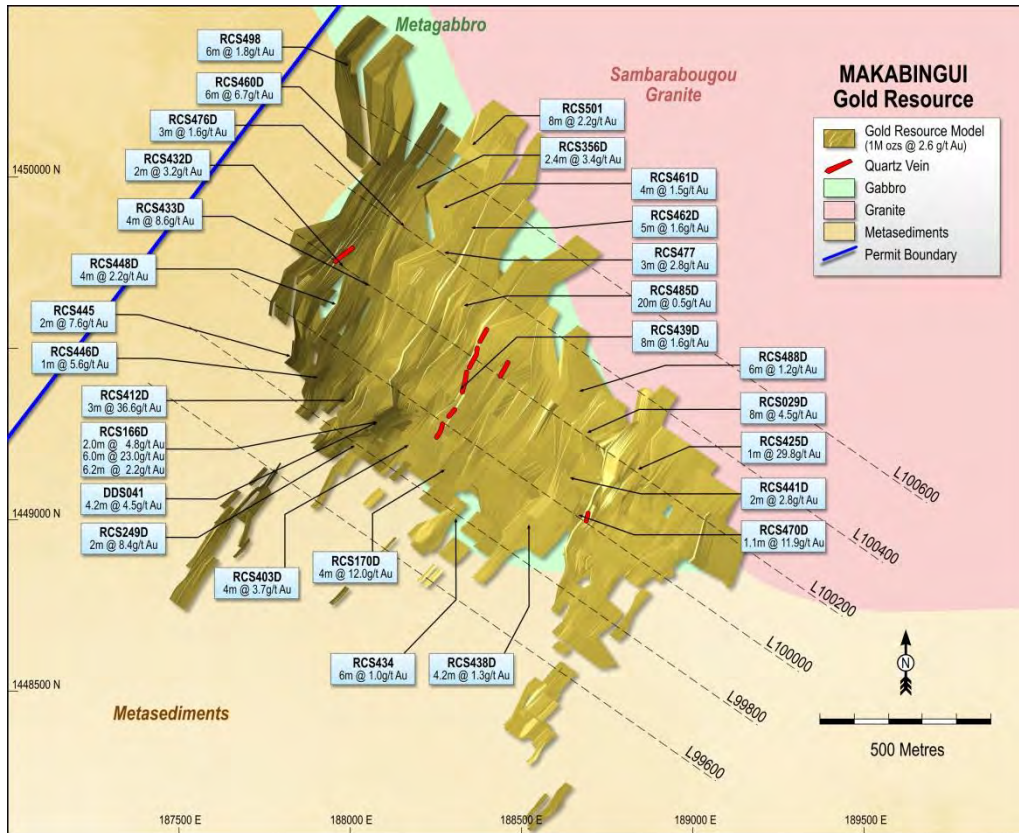 Metagabbro
Sambarabougou
Granite
MAKABINGUI
Gold Resource
Gold Resource Model
(1M ozs @ 2.6 g/t Au)
Quartz Vein
Gabbro
Granite
Metasediments
Permit Boundary
RCS498
6m @ 1.8g/t Au
RCS460D
6m @ 6.7g/t Au
RCS476D
3m @ 1.6g/t Au
RCS432D
2m @ 3.2g/t Au
RCS433D
4m @ 8.6g/t Au
RCS448D
4m @ 2.2g/t Au
RCS445
2m @ 7.6g/t Au
RCS446D
1m @ 5.6g/t Au
RCS412D
3m @ 36.6g/t Au
RCS166D
2.0m @ 4.8g/t Au
6.0m @ 23.0g/t Au
6.2m @ 2.2g/t Au
DDS041
4.2m @ 4.5g/t Au
RCS249D
2m @ 8.4g/t Au
RCS403D
4m @ 3.7g/t Au
RCS170D
4m @ 12.0g/t Au
RCS434
6m @ 1.0g/t Au
RCS438D
4.2m @ 1.3g/t Au
RCS501
8m @ 2.2g/t Au
RCS356D
2.4m @ 3.4g/t Au
RCS461D
4m @ 1.5g/t Au
RCS462D
5m @ 1.6g/t Au
RCS477
3m @ 2.8g/t Au
RCS485D
20m @ 0.5g/t Au
RCS439D
8m @ 1.6g/t Au
RCS488D
6m @ 1.2g/t Au
RCS029D
8m @ 4.5g/t Au
RCS425D
1m @ 29.8g/t Au
RCS441D
2m @ 2.8g/t Au
RCS470D
1.1m @ 11.9g/t Au
L100600
L100400
L100200
L100000
L99800
L99600
1450000 N
1449000 N
1448500 N
Metasediments
N
500 Metres
187500 E
188000 E
188500 E
189000 E
189500 E